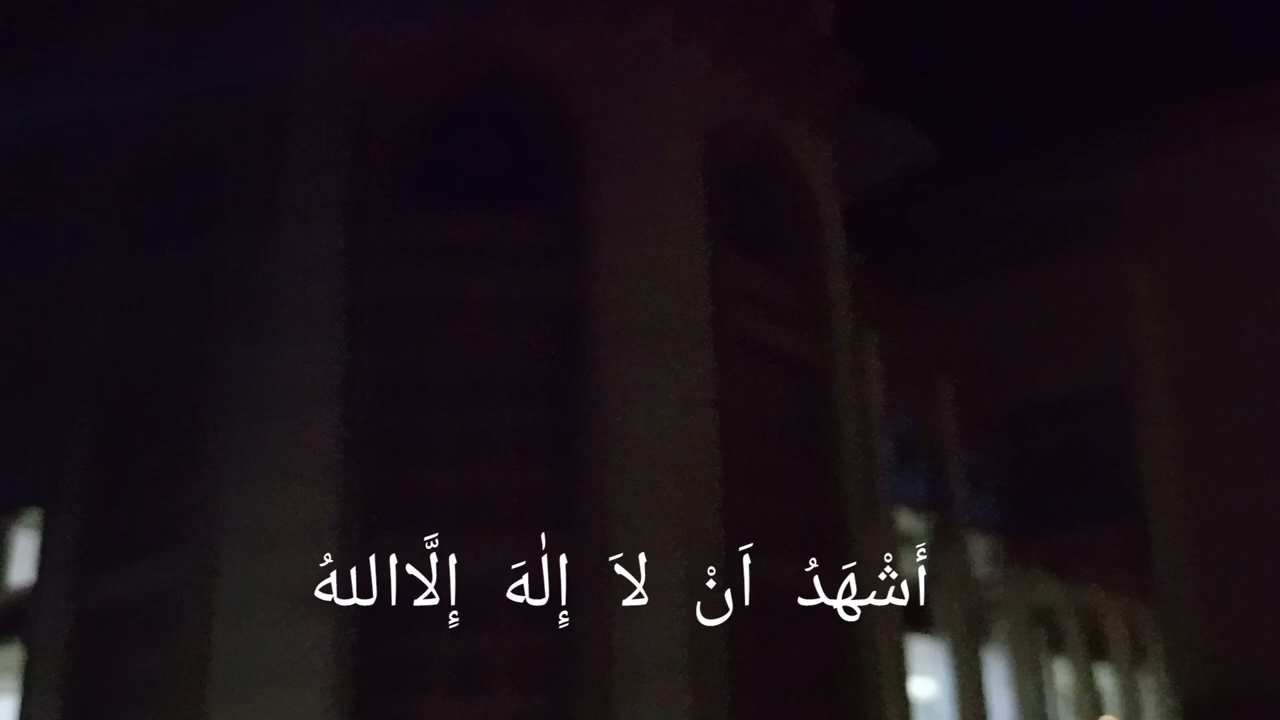 أَشْهَدُ اَنْ لاَ إِلٰهَ إِلَّااللهُ